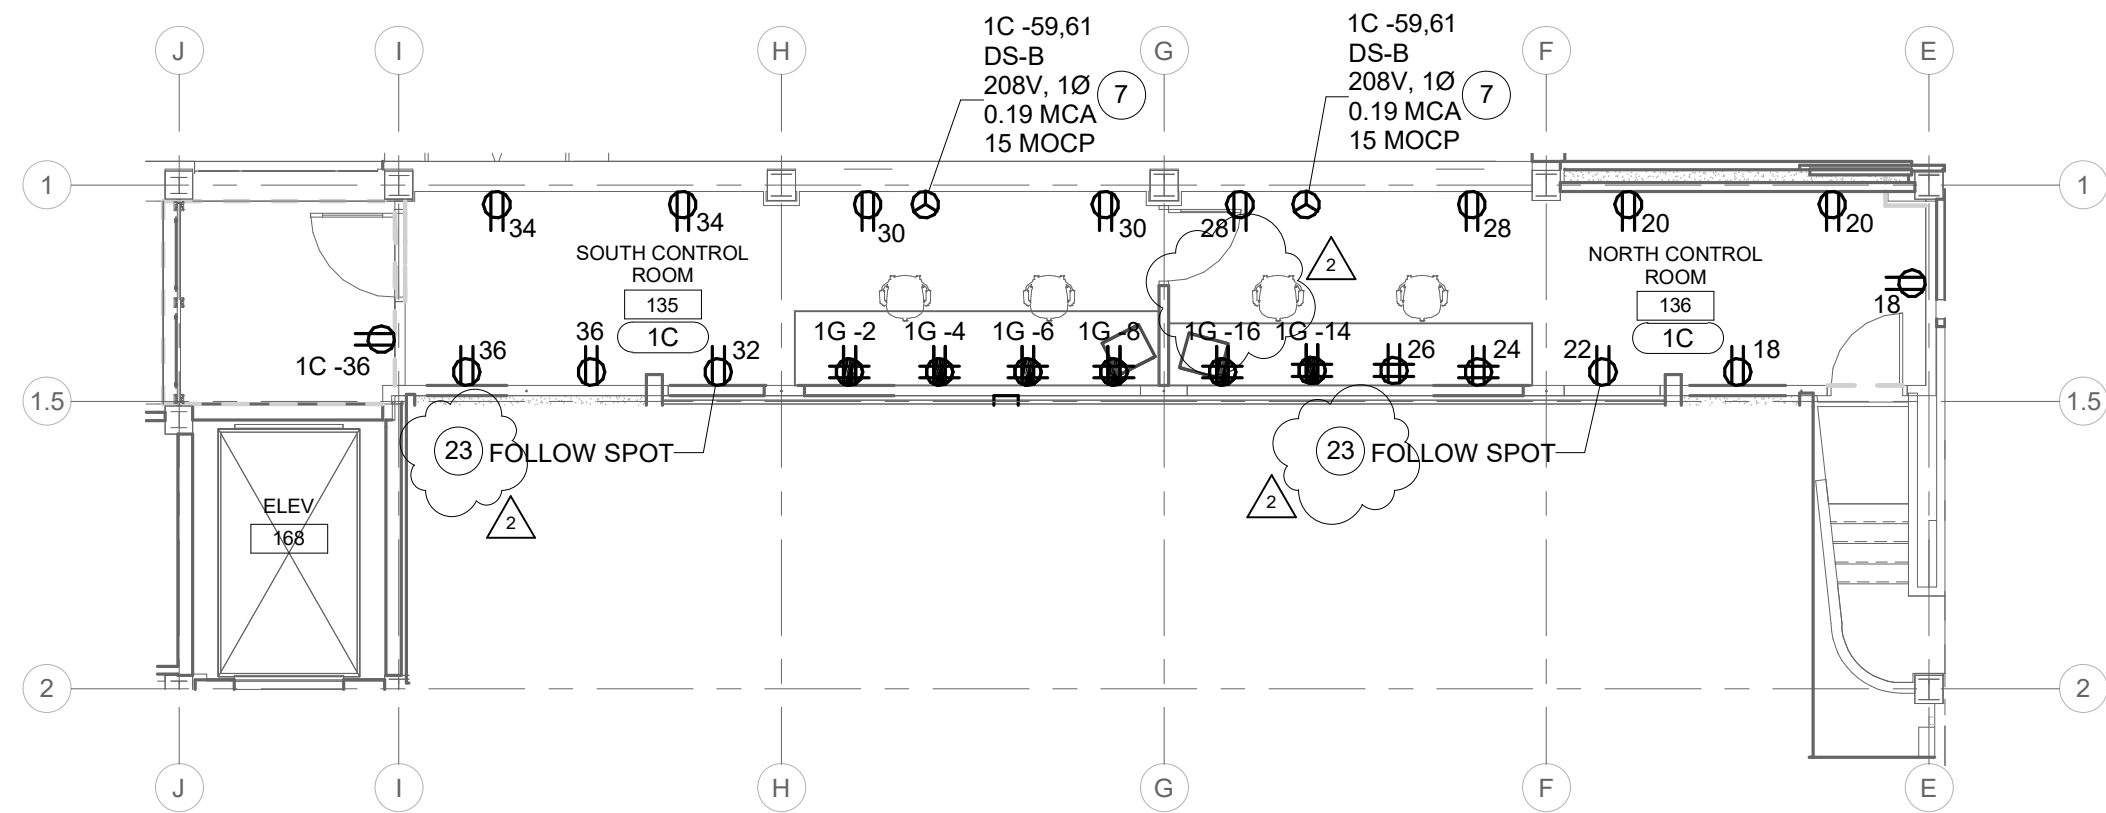 1C -59,61
DS-B
208V, 1Ø
0.19 MCA
15 MOCP
7
1C -59,61
DS-B
208V, 1Ø
0.19 MCA
15 MOCP
7
J
I
H
G
F
E
1
1
34
34
30
30
28
28
20
20
SOUTH CONTROL
ROOM
135
1C
2
NORTH CONTROL
ROOM
136
1C
18
1C -36
36
36
32
1G -2
1G -4
1G -6
1G -8
1G -16
1G -14
26
24
22
18
1.5
1.5
23 FOLLOW SPOT
2
23 FOLLOW SPOT
2
ELEV
168
2
2
J
I
H
G
F
E